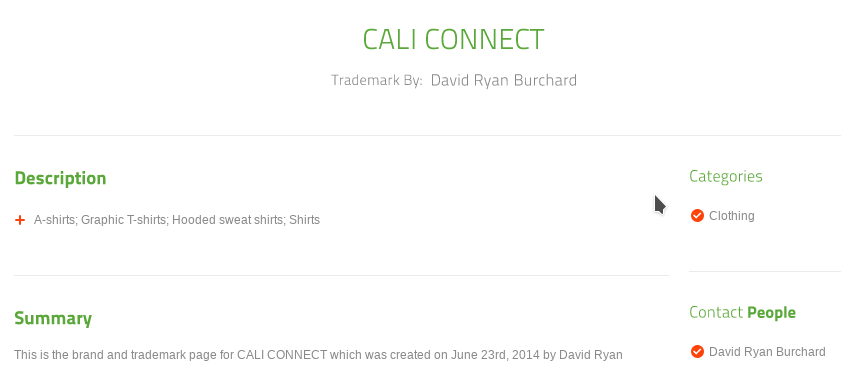 CALI CONNECT
Trademark By: David Ryan Burchard
Description
A-shirts; Graphic T-shirts; Hooded sweat shirts; Shirts
Summary
This is the brand and trademark page for CALI CONNECT which was created on June 23rd, 2014 by David Ryan
Categories
Clothing
Contact People
David Ryan Burchard